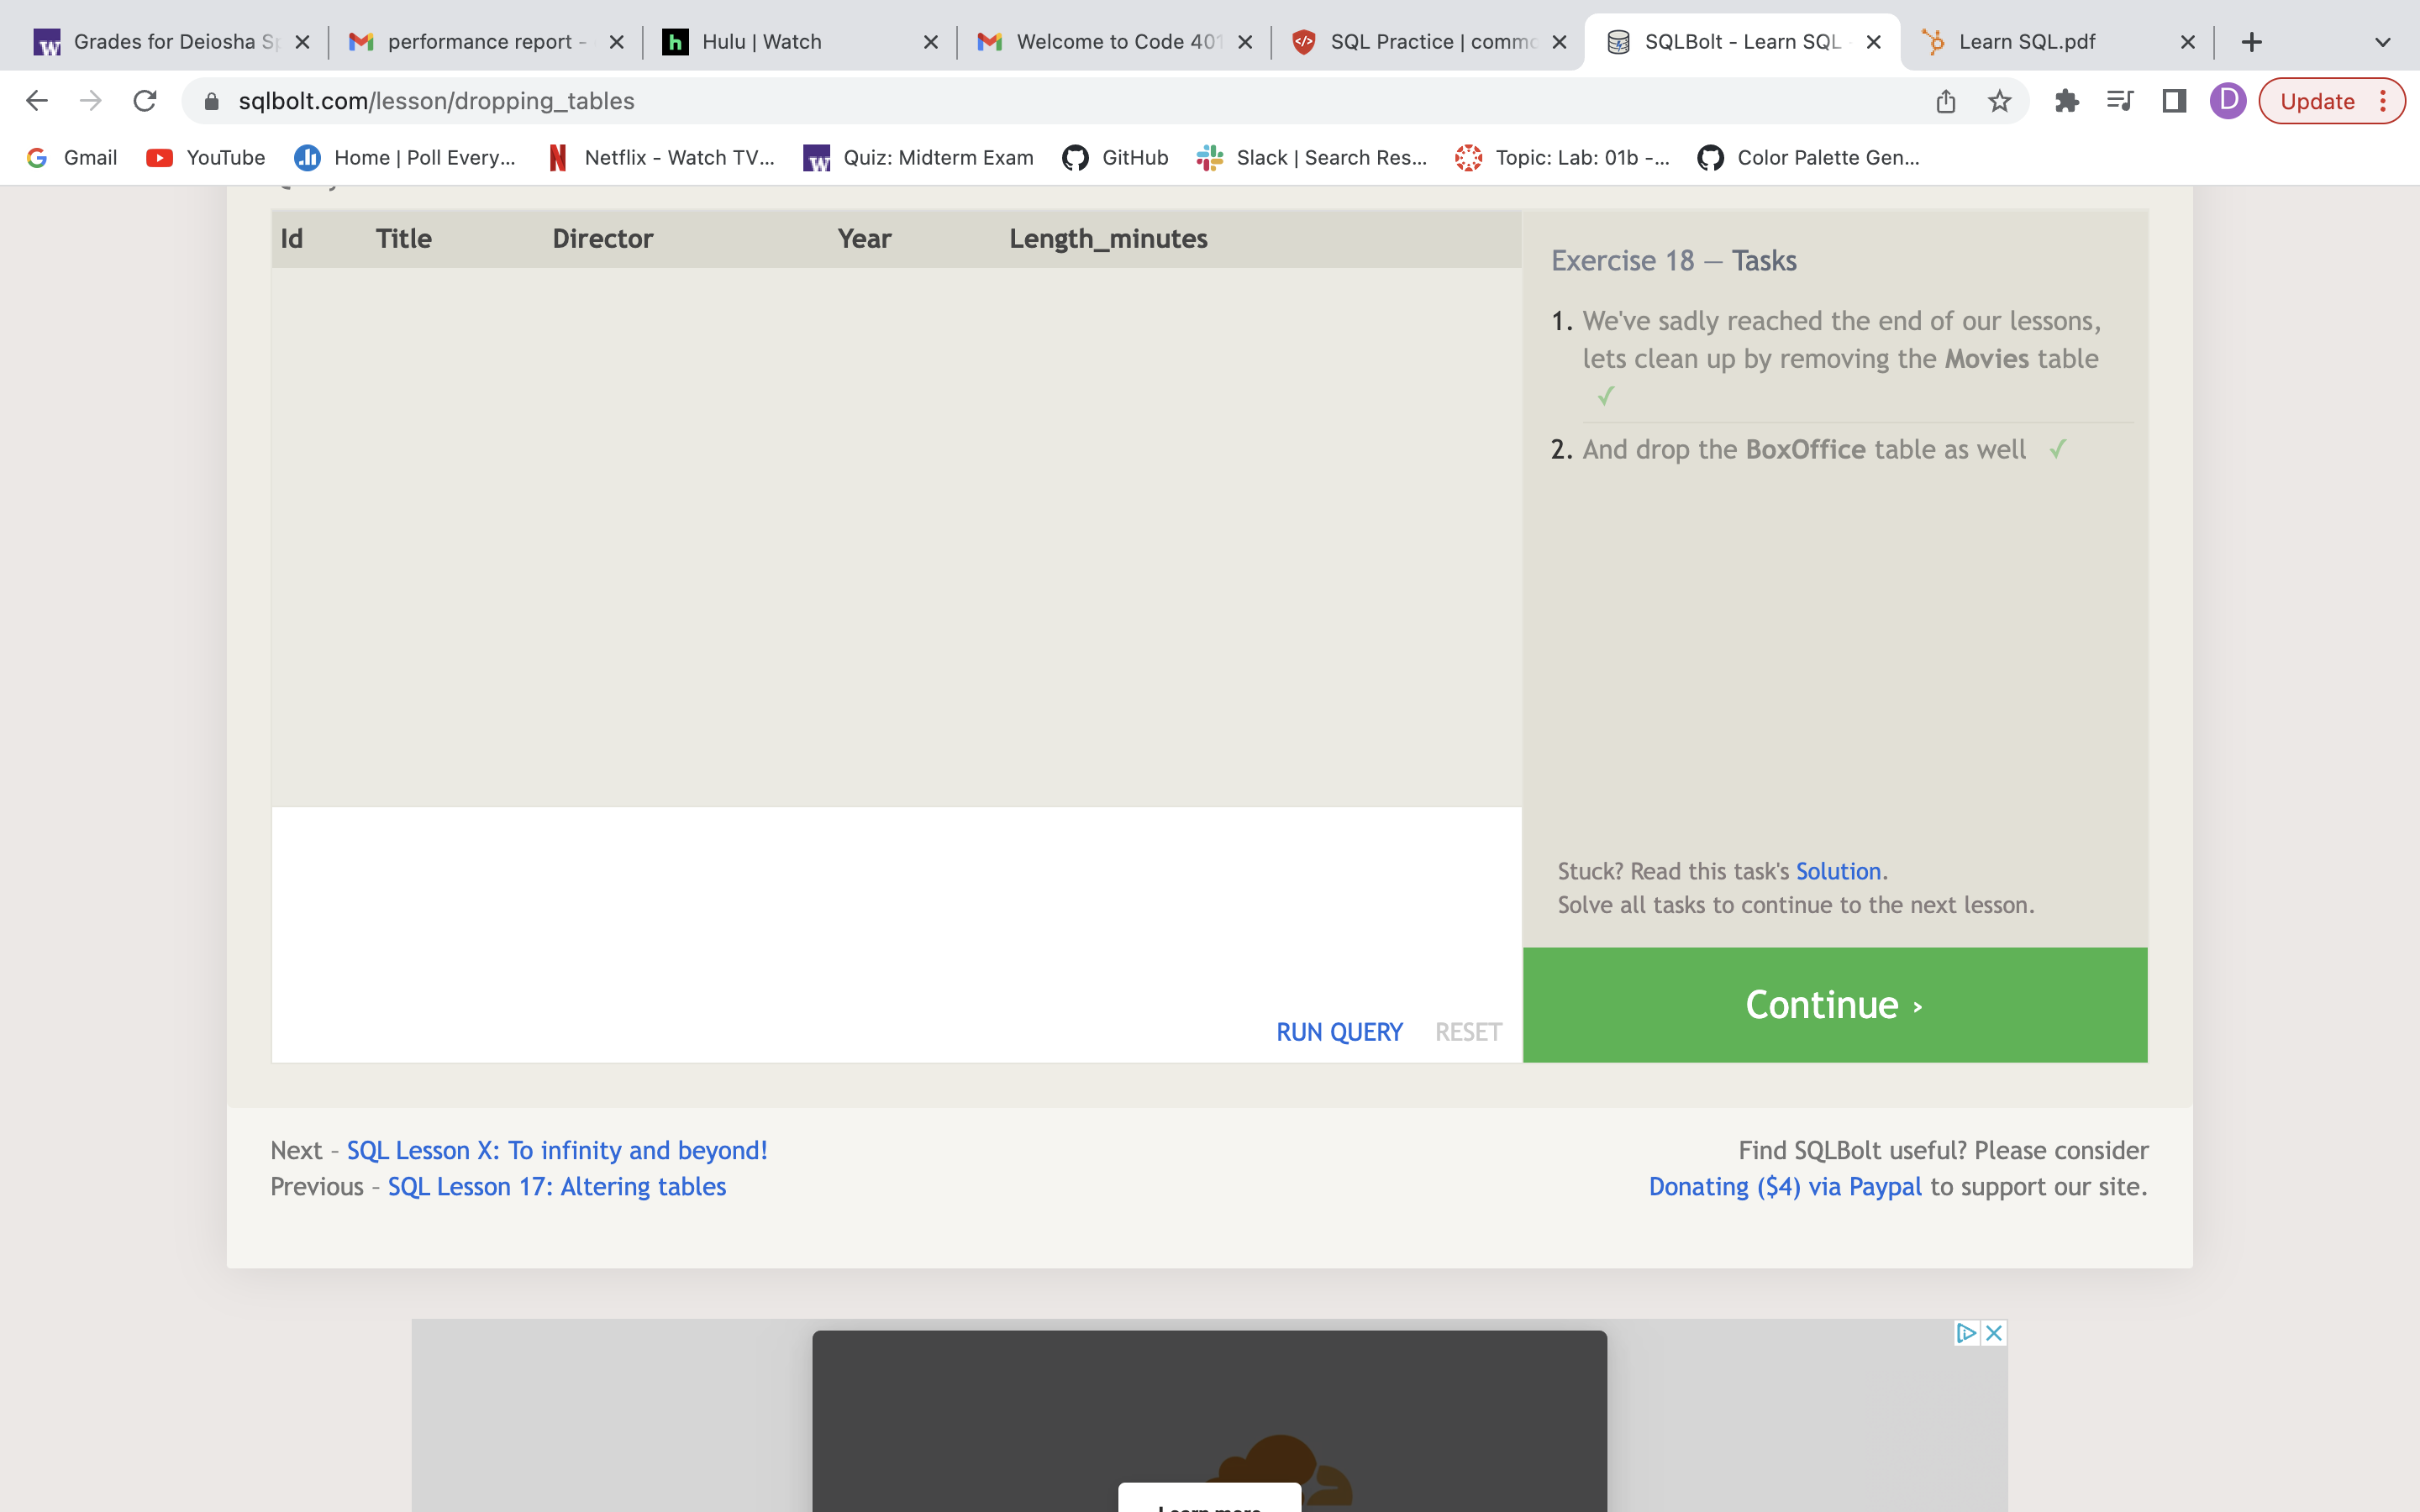 Grades for Deiosha Sp
performance report -
Hulu | Watch
Welcome to Code 401
SQL Practice | commo
SQLBolt - Learn SQL -
Learn SQL.pdf
sqlbolt.com/lesson/dropping_tables
D
Update
Gmail
YouTube
Home | Poll Every...
Netflix - Watch TV...
Quiz: Midterm Exam
GitHub
Slack | Search Res...
Topic: Lab: 01b -...
Color Palette Gen...
Id Title Director Year Length_minutes
Exercise 18 — Tasks
1. We've sadly reached the end of our lessons,
lets clean up by removing the Movies table
✓
2. And drop the BoxOffice table as well ✓
Stuck? Read this task's Solution.
Solve all tasks to continue to the next lesson.
RUN QUERY RESET
Continue ›
Next – SQL Lesson X: To infinity and beyond!
Previous – SQL Lesson 17: Altering tables
Find SQLBolt useful? Please consider
Donating ($4) via Paypal to support our site.
Learn more